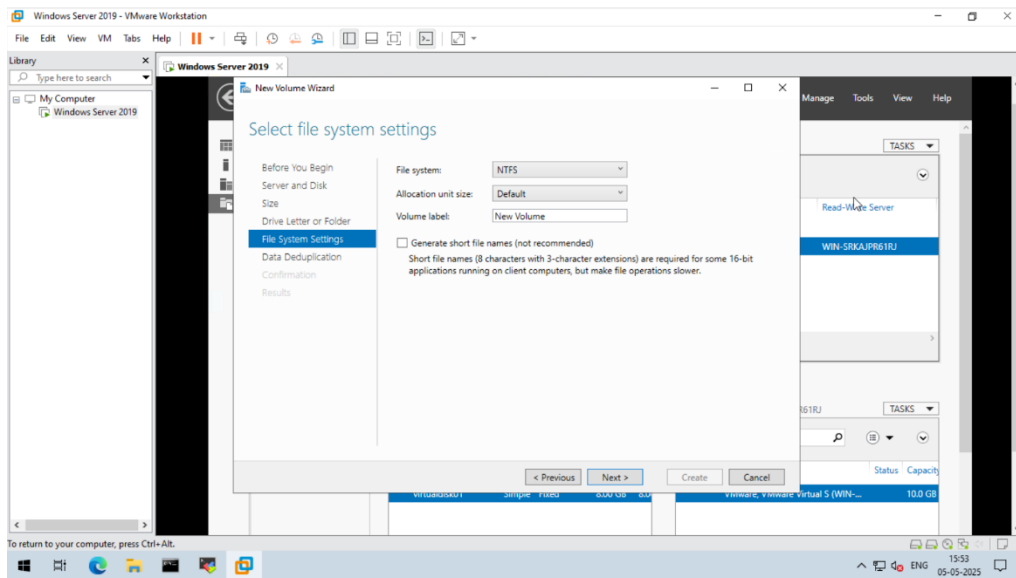 Windows Server 2019 - VMware Workstation
File Edit View VM Tabs Help
Library
Type here to search
My Computer
Windows Server 2019
Windows Server 2019
New Volume Wizard
Manage Tools View Help
Select file system settings
TASKS
Before You Begin
Server and Disk
Size
Drive Letter or Folder
File System Settings
Data Deduplication
Confirmation
Results
File system: NTFS
Allocation unit size: Default
Volume label: New Volume
Generate short file names (not recommended)
Short file names (8 characters with 3-character extensions) are required for some 16-bit
applications running on client computers, but make file operations slower.
Read-Write Server
WIN-SRKAJPR61RJ
R61RJ TASKS
Status Capacity
< Previous Next > Create Cancel
virtualdisk01 Simple Fixed 8.00 GB 8.0
VMware, VMware Virtual S (WIN-... 10.0 GB
To return to your computer, press Ctrl+Alt.
ENG
15:53
05-05-2025